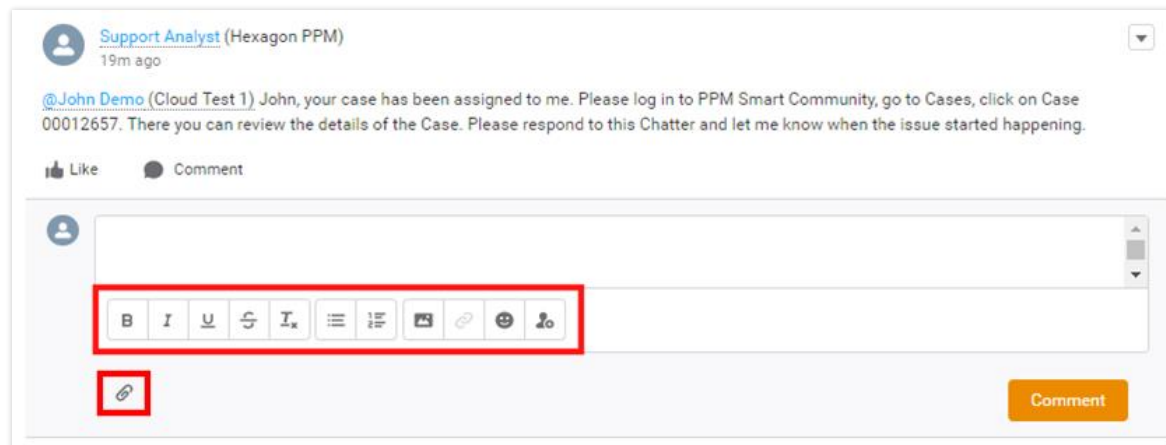 Support Analyst (Hexagon PPM)
19m ago
@John Demo (Cloud Test 1) John, your case has been assigned to me. Please log in to PPM Smart Community, go to Cases, click on Case
00012657. There you can review the details of the Case. Please respond to this Chatter and let me know when the issue started happening.
Like Comment
B I U S Tx
Comment